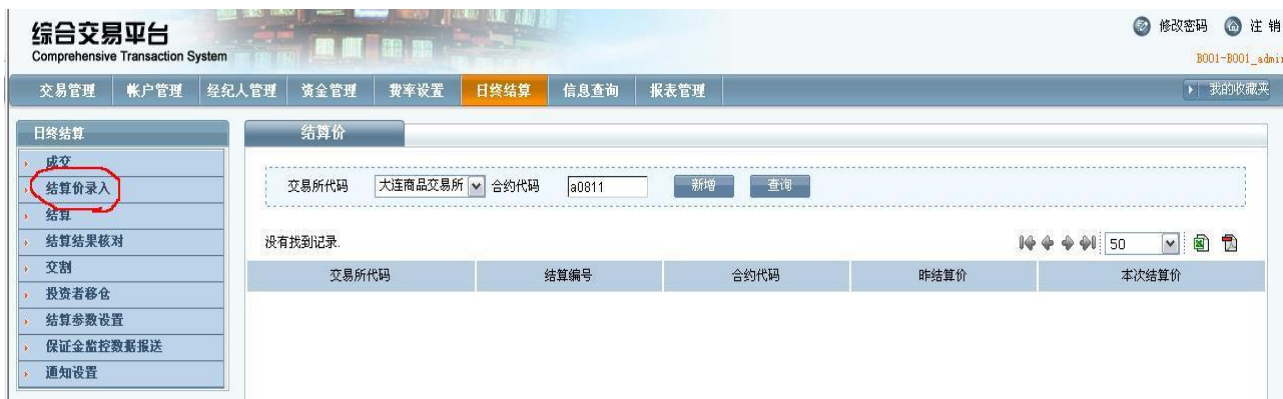 综合交易平台
Comprehensive Transaction System
修改密码 注 销
B001-B001_admin
交易管理 帐户管理 经纪人管理 资金管理 费率设置 日终结算 信息查询 报表管理 我的收藏夹
日终结算
成交
结算价录入
结算
结算结果核对
交割
投资者移仓
结算参数设置
保证金监控数据报送
通知设置
结算价
交易所代码 大连商品交易所 合约代码 a0811 新增 查询
没有找到记录. 50
交易所代码 结算编号 合约代码 昨结算价 本次结算价